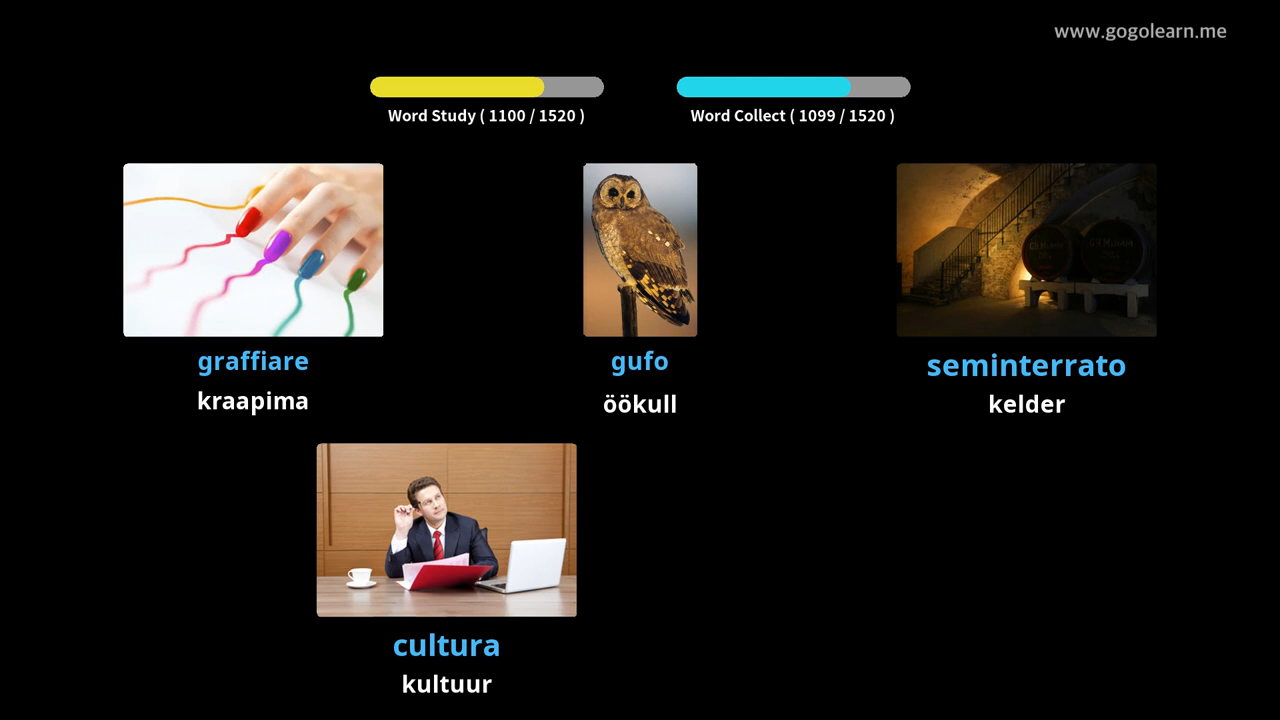 www.gogolearn.me
Word Study ( 1100 / 1520 )
Word Collect ( 1099 / 1520 )
graffiare
kraapima
gufo
öökull
seminterrato
kelder
cultura
kultuur